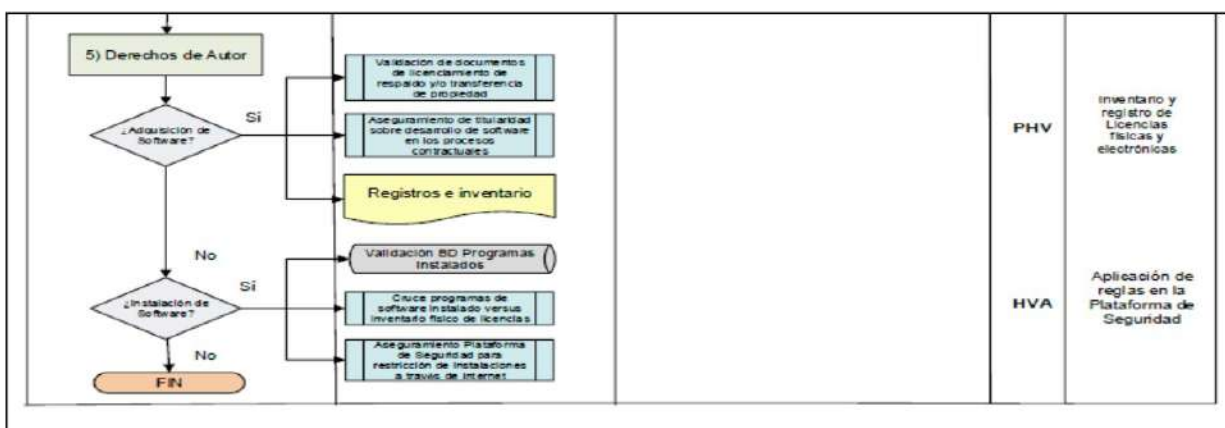 5) Derechos de Autor
¿Adquisición de
Software?
Si
Validación de documentos
de licenciamiento de
respaldo y/o transferencia
de propiedad
Aseguramiento de titularidad
sobre desarrollo de software
en los procesos
contractuales
Registros e inventario
PHV
Inventario y
registro de
Licencias
físicas y
electrónicas
No
¿Instalación de
Software?
Si
Validación BD Programas
Instalados
Cruce programas de
software instalado versus
inventario físico de licencias
Aseguramiento Plataforma
de Seguridad para
restricción de instalaciones
a través de Internet
HVA
Aplicación de
reglas en la
Plataforma de
Seguridad
No
FIN